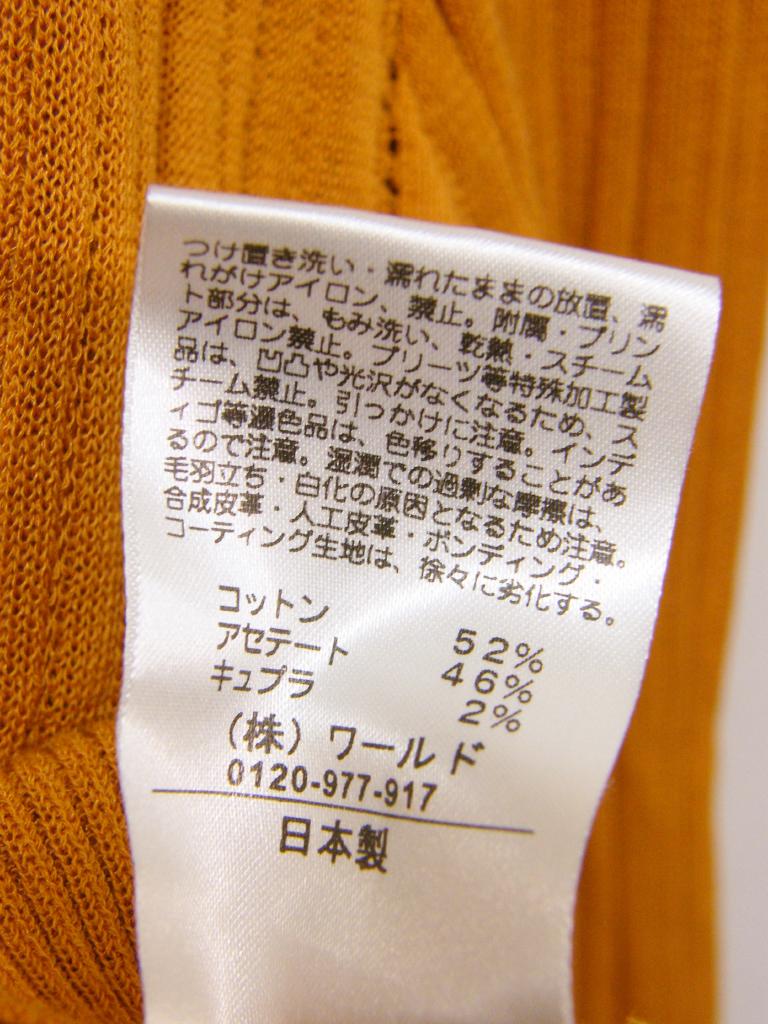 つけ置き洗い・濡れたままの放置、濡
れがけアイロン、禁止。附属・プリン
ト部分は、もみ洗い、乾熱・スチーム
アイロン禁止。プリーツ等特殊加工製
品は、凹凸や光沢がなくなるため、ス
チーム禁止。引っかけに注意。インデ
ィゴ等濃色品は、色移りすることがあ
るので注意。湿潤での過剰な摩擦は、
毛羽立ち・白化の原因となるため注意。
合成皮革・人工皮革・ボンディング・
コーティング生地は、徐々に劣化する。
コットン 52%
アセテート 46%
キュプラ 2%
(株)ワールド
0120-977-917
日本製